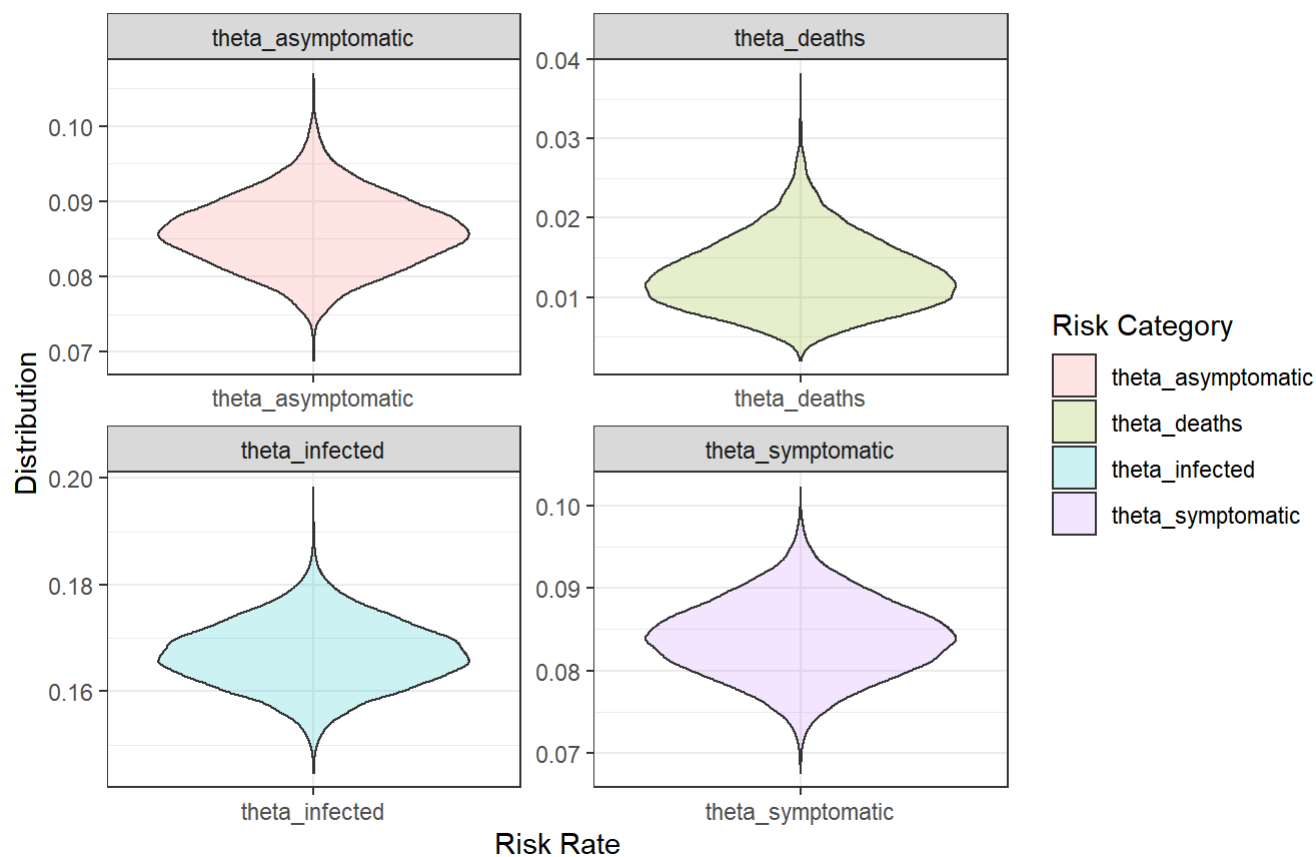 theta_asymptomatic
theta_deaths
0.10
0.09
0.08
0.07
0.04
0.03
0.02
0.01
theta_asymptomatic
theta_deaths
theta_infected
theta_symptomatic
0.20
0.18
0.16
0.10
0.09
0.08
0.07
theta_infected
theta_symptomatic
Distribution
Risk Rate
Risk Category
theta_asymptomatic
theta_deaths
theta_infected
theta_symptomatic